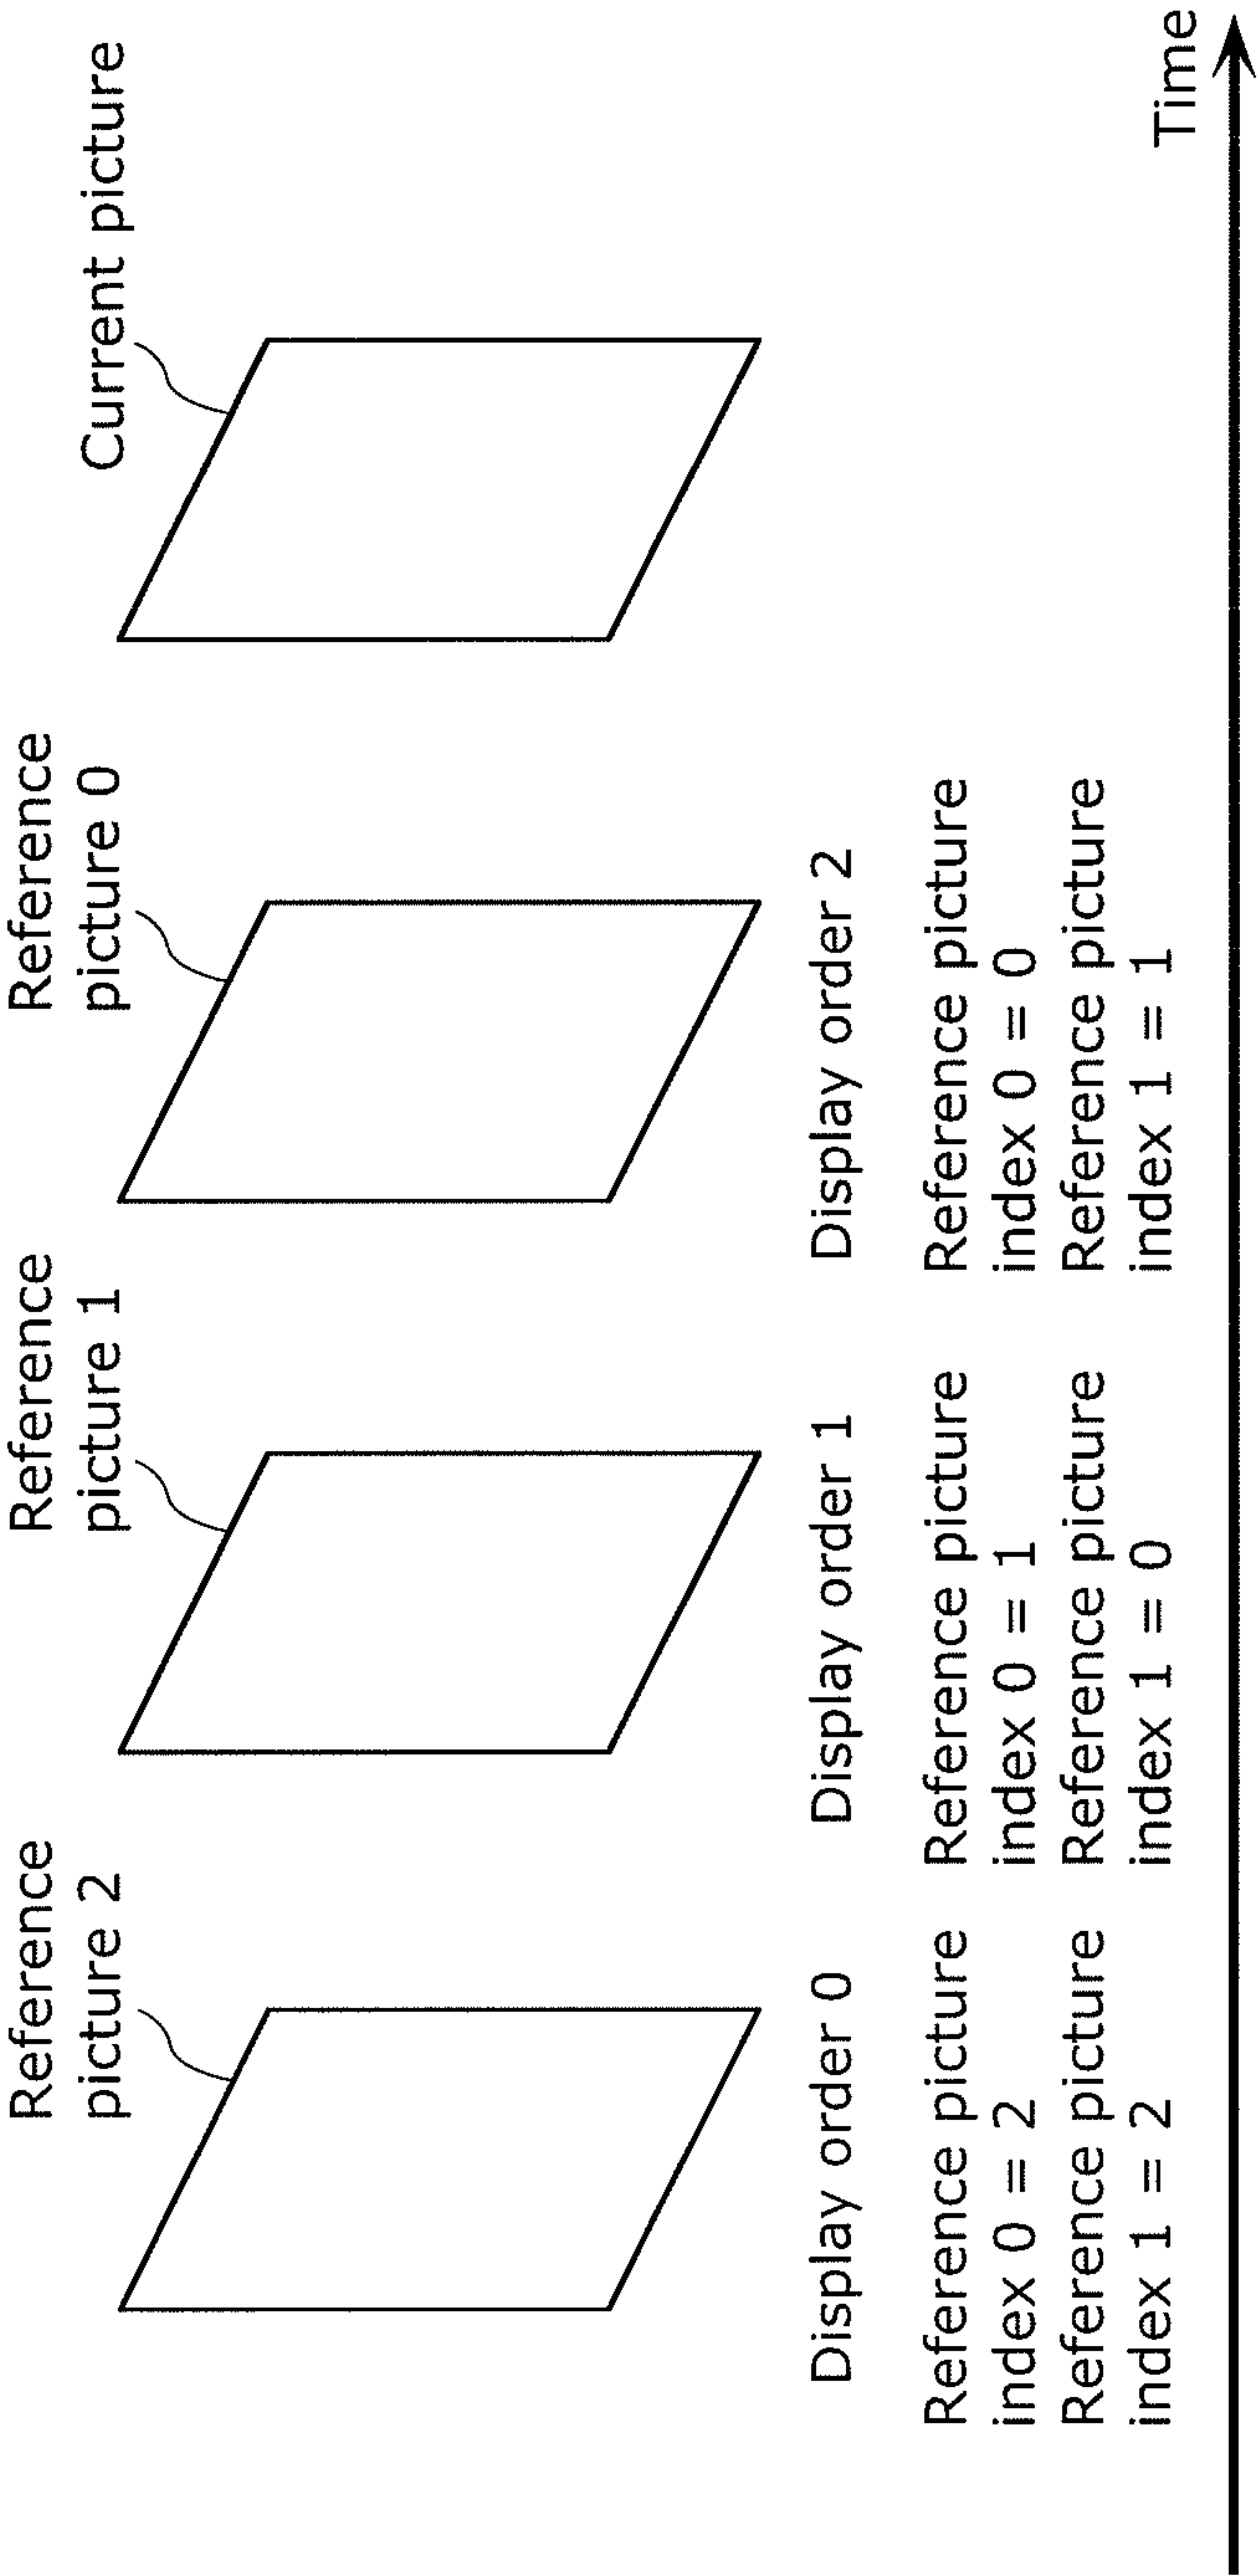 Reference
picture 2
Reference
picture 1
Reference
picture 0
Current picture
Display order 0
Display order 1
Display order 2
Reference picture
index 0 = 2
Reference picture
index 1 = 2
Reference picture
index 0 = 1
Reference picture
index 1 = 0
Reference picture
index 0 = 0
Reference picture
index 1 = 1
Time